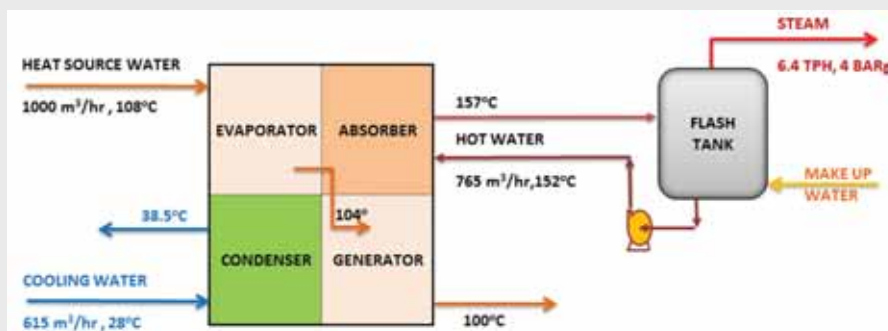 STEAM
6.4 TPH, 4 BARg
HEAT SOURCE WATER
1000 m³/hr , 108°C
EVAPORATOR
ABSORBER
157°C
HOT WATER
765 m³/hr,152°C
FLASH
TANK
MAKE UP
WATER
38.5°C
104°
CONDENSER
GENERATOR
COOLING WATER
615 m³/hr, 28°C
100°C